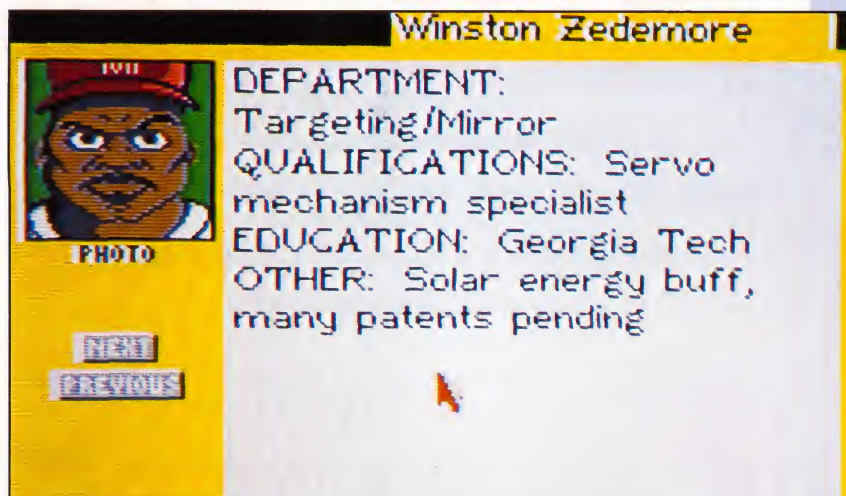 Winston Zedemore
DEPARTMENT:
Targeting/Mirror
QUALIFICATIONS: Servo
mechanism specialist
EDUCATION: Georgia Tech
OTHER: Solar energy buff,
many patents pending
PHOTO
NEXT
PREVIOUS